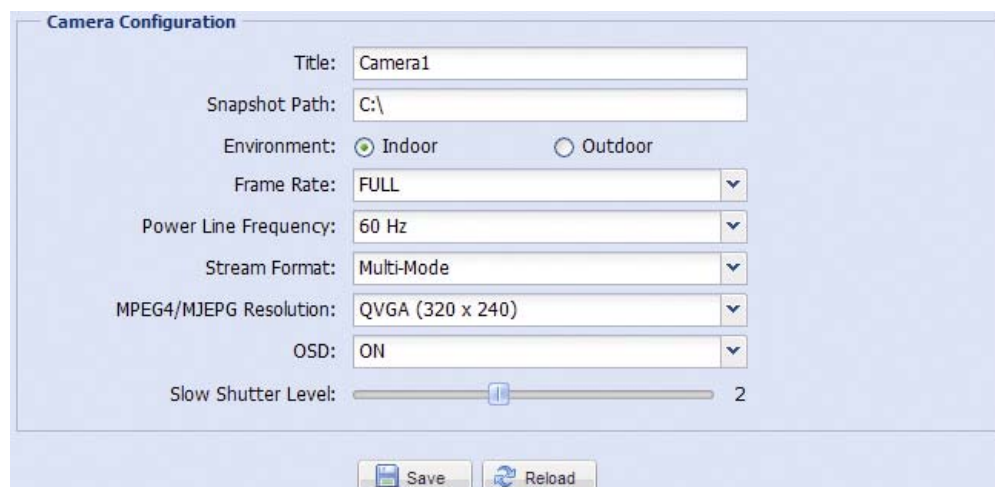 Camera Configuration
Title: Camera1
Snapshot Path: C:\
Environment: Indoor Outdoor
Frame Rate: FULL
Power Line Frequency: 60 Hz
Stream Format: Multi-Mode
MPEG4/MJEPG Resolution: QVGA (320 x 240)
OSD: ON
Slow Shutter Level: 2
Save Reload